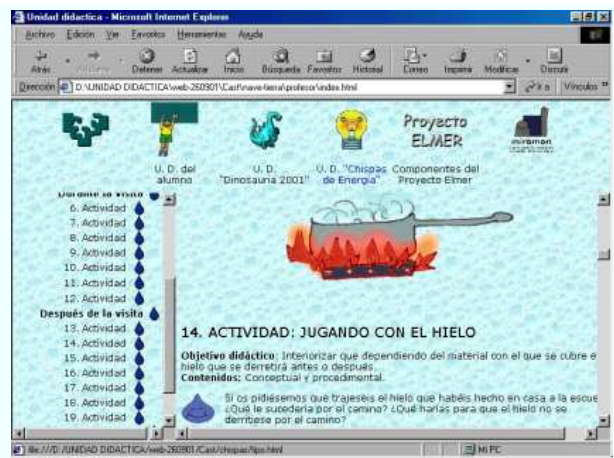 Unidad didactica - Microsoft Internet Explorer
Archivo Edición Ver Favoritos Herramientas Ayuda
Atrás Detener Actualizar Inicio Búsqueda Favoritos Historial Correo Imprimir Modificar Discutir
Dirección D:\UNIDAD DIDACTICA\web-260901\Cast\nave-tierra\profesor\index.html Ir a Vínculos »
Proyecto
ELMER
miramon
U. D. del
alumno
U. D.
"Dinosauria 2001"
U. D. "Chispas
de Energía"
Componentes del
Proyecto Elmer
Durante la visita
6. Actividad
7. Actividad
8. Actividad
9. Actividad
10. Actividad
11. Actividad
12. Actividad
Después de la visita
13. Actividad
14. Actividad
15. Actividad
16. Actividad
17. Actividad
18. Actividad
19. Actividad
14. ACTIVIDAD: JUGANDO CON EL HIELO
Objetivo didáctico: Interiorizar que dependiendo del material con el que se cubre e
hielo que se derretirá antes o después.
Contenidos: Conceptual y procedimental.
Si os pidiésemos que trajeseis el hielo que habéis hecho en casa a la escue
¿Qué le sucedería por el camino? ¿Qué harías para que el hielo no se
derritiese por el camino?
file:///D:/UNIDAD DIDACTICA/web-260901/Cast/chispas/tips.html
Mi PC